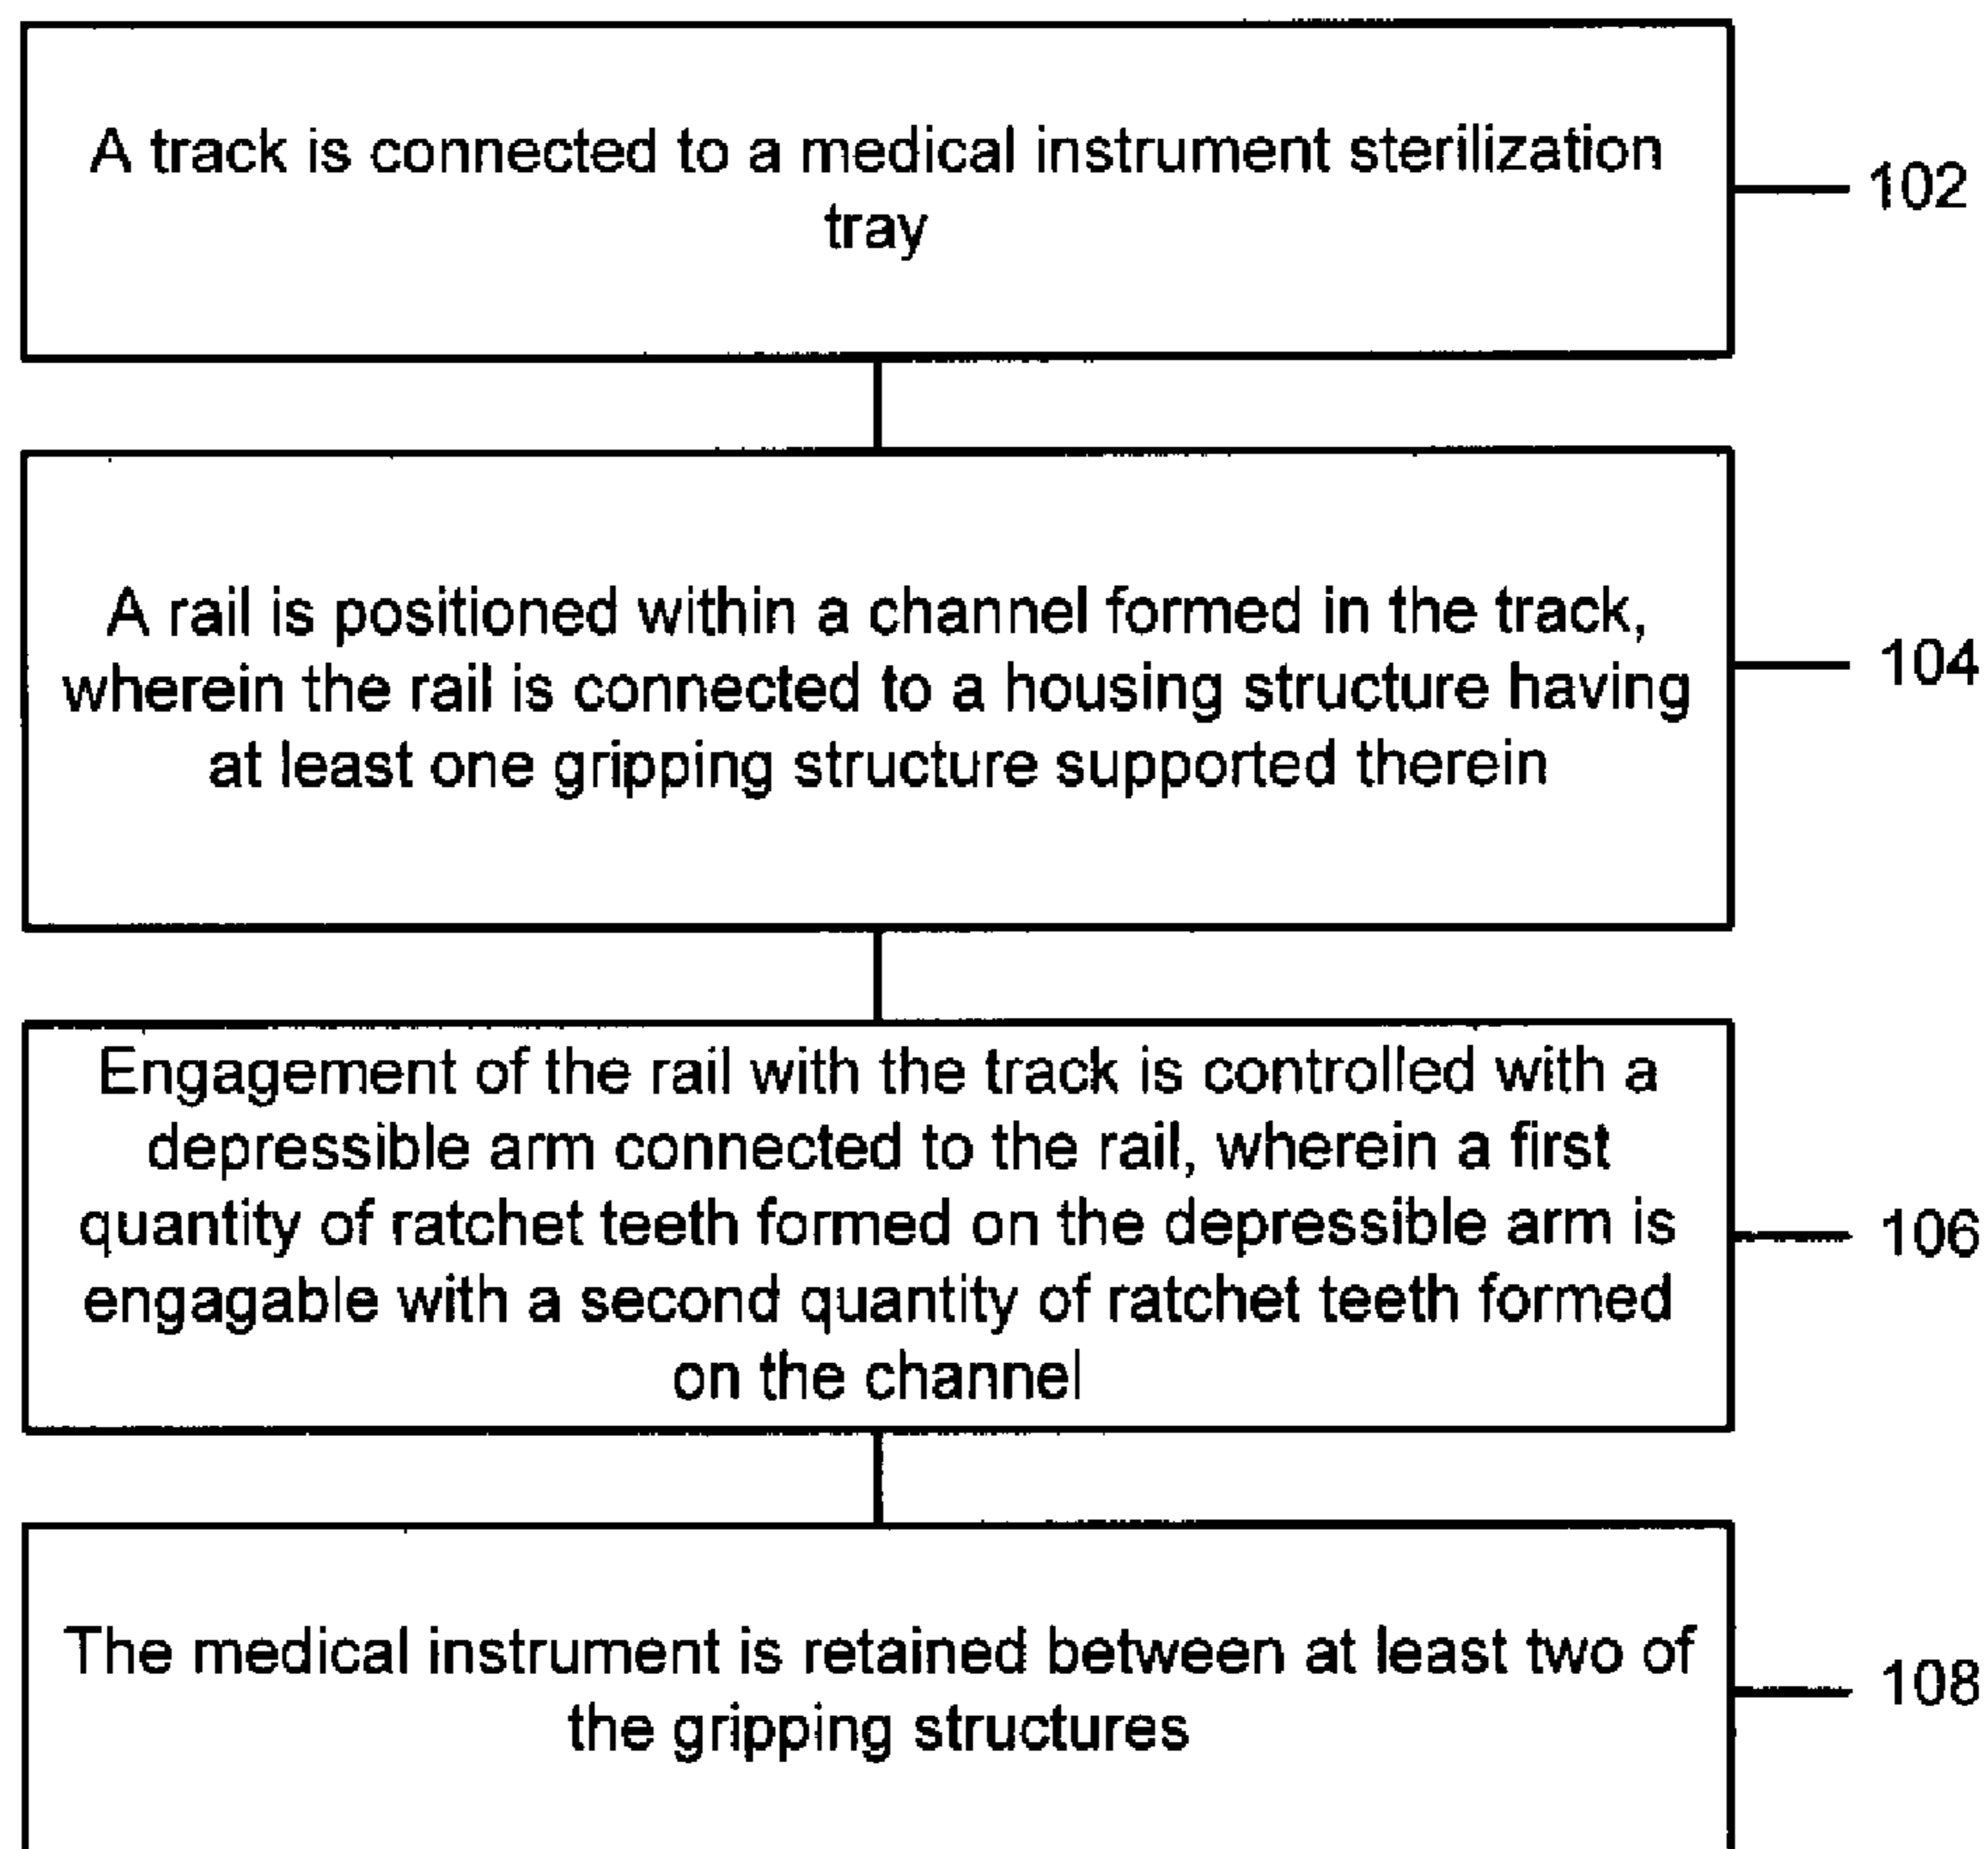 A track is connected to a medical instrument sterilization
tray
102
A rail is positioned within a channel formed in the track,
wherein the rail is connected to a housing structure having
at least one gripping structure supported therein
104
Engagement of the rail with the track is controlled with a
depressible arm connected to the rail, wherein a first
quantity of ratchet teeth formed on the depressible arm is
engagable with a second quantity of ratchet teeth formed
on the channel
106
The medical instrument is retained between at least two of
the gripping structures
108